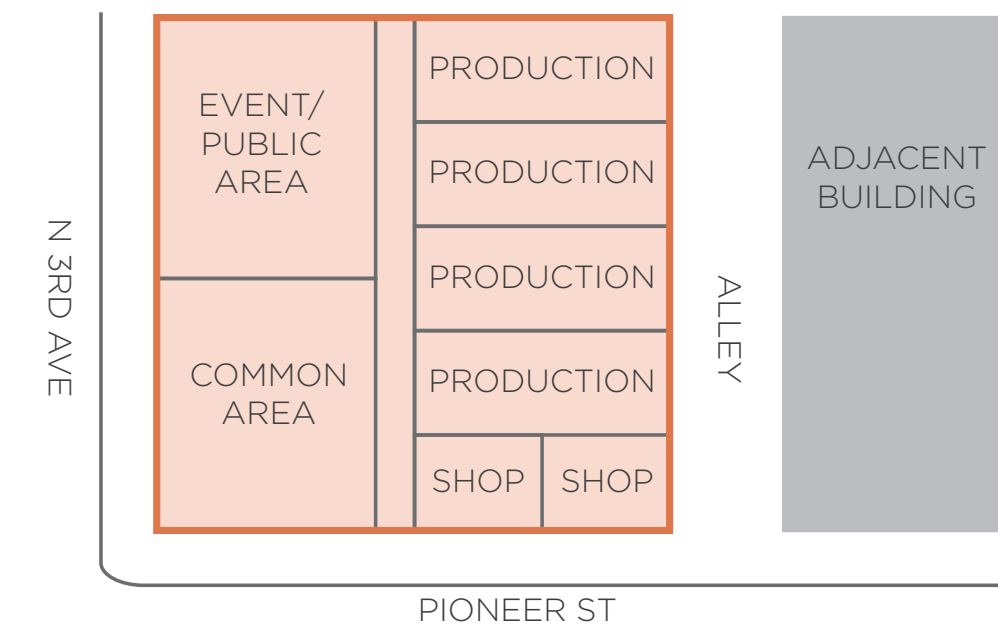 N 3RD AVE
EVENT/
PUBLIC
AREA
COMMON
AREA
PRODUCTION
PRODUCTION
PRODUCTION
PRODUCTION
SHOP
SHOP
ALLEY
ADJACENT
BUILDING
PIONEER ST